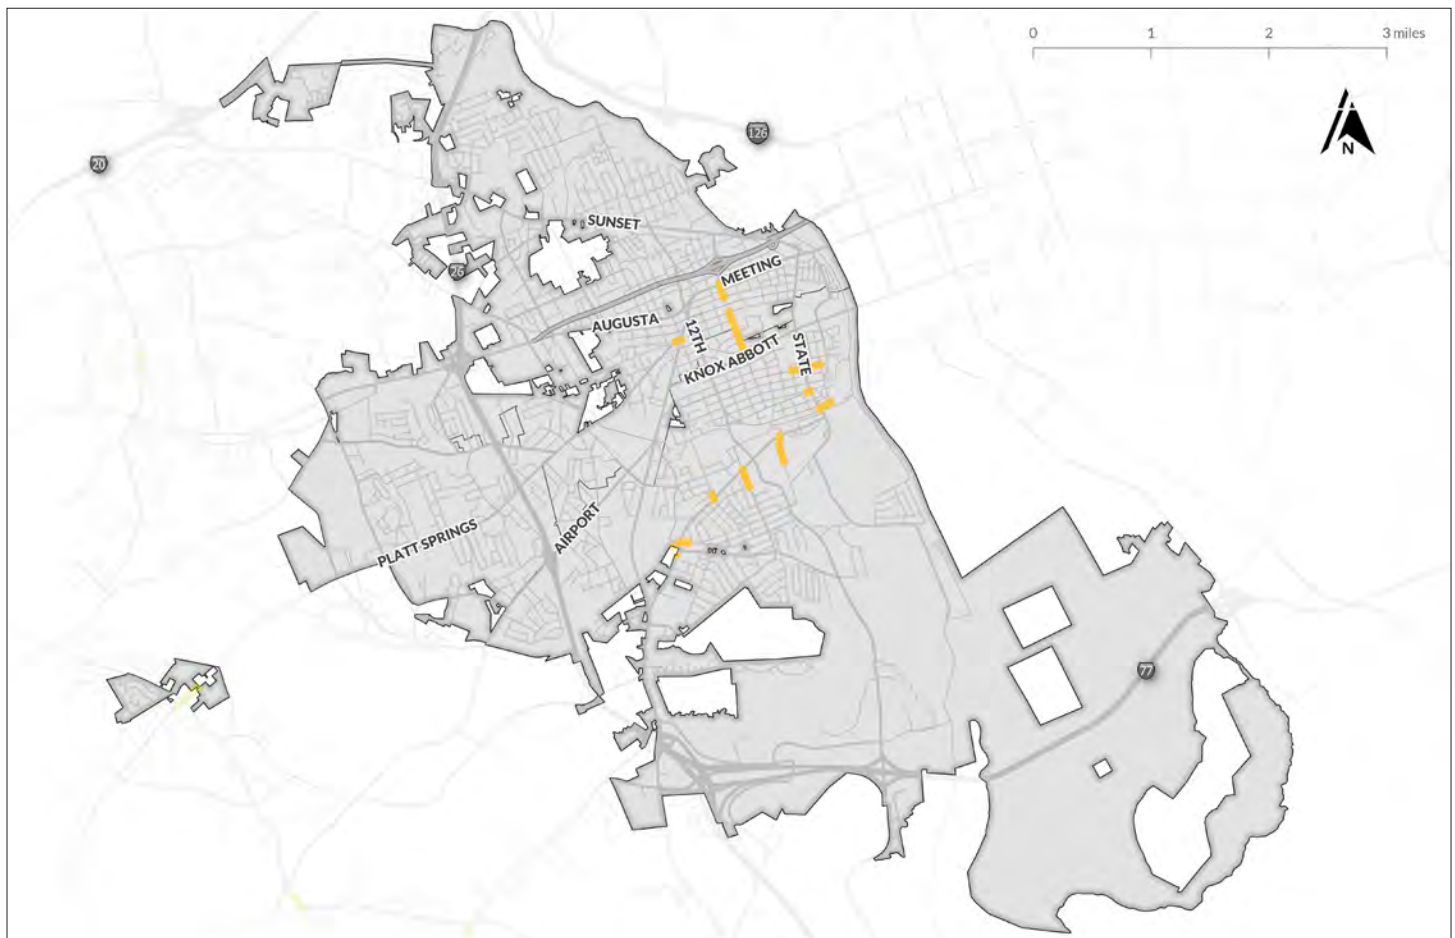 0 1 2 3 miles
126
N
20
SUNSET
26
MEETING
AUGUSTA
12TH
STATE
KNOX ABBOTT
AIRPORT
PLATT SPRINGS
77